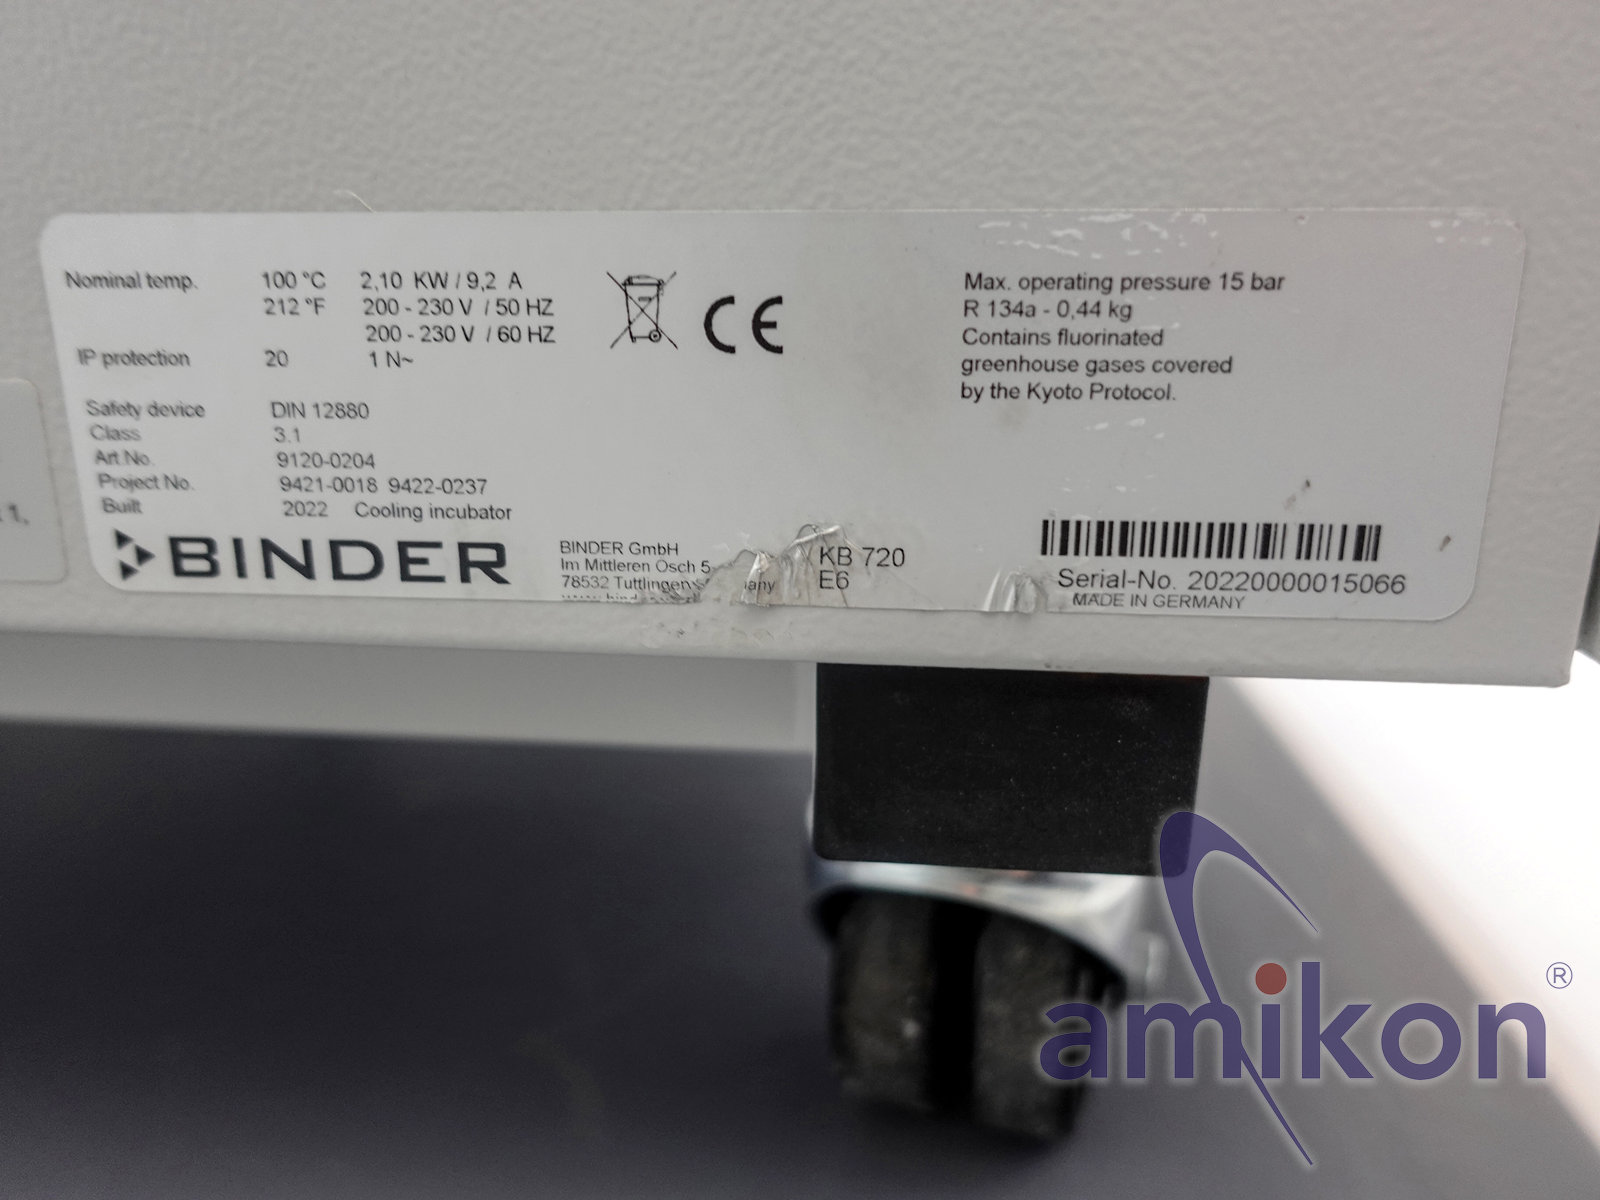 Nominal temp. 100 °C 2,10 KW / 9,2 A
212 °F 200 - 230 V / 50 HZ
200 - 230 V / 60 HZ
IP protection 20 1 N~
Safety device DIN 12880
Class 3.1
Art.No. 9120-0204
Project No. 9421-0018 9422-0237
Built 2022 Cooling incubator
BINDER
BINDER GmbH
Im Mittleren Ösch 5
78532 Tuttlingen
KB 720
E6
CE
Max. operating pressure 15 bar
R 134a - 0,44 kg
Contains fluorinated
greenhouse gases covered
by the Kyoto Protocol.
Serial-No. 20220000015066
MADE IN GERMANY
1,
amikon®